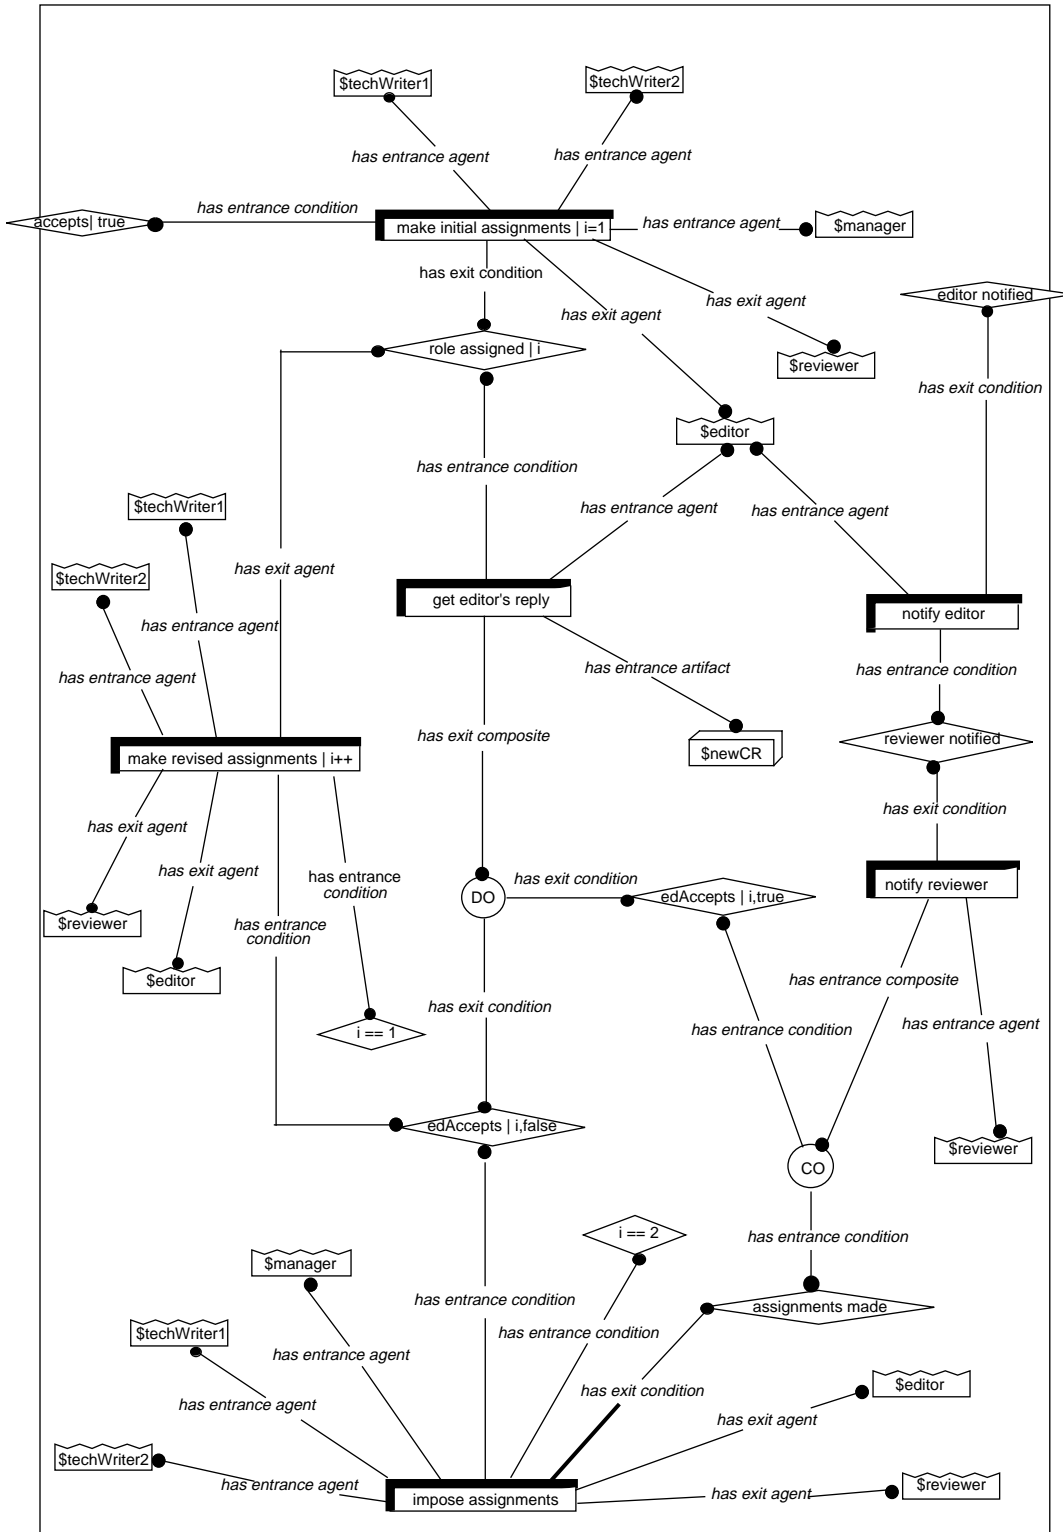 $techWriter1
$techWriter2
has entrance agent
has entrance agent
accepts| true
has entrance condition
make initial assignments | i=1
has entrance agent
$manager
has exit condition
has exit agent
has exit agent
editor notified
role assigned | i
$reviewer
has exit condition
$editor
has entrance condition
$techWriter1
has entrance agent
has entrance agent
$techWriter2
has exit agent
get editor's reply
notify editor
has entrance agent
has entrance agent
has entrance artifact
has entrance condition
has exit composite
reviewer notified
$newCR
make revised assignments | i++
has exit condition
has exit agent
has exit agent
has entrance
condition
DO
has exit condition
edAccepts | i,true
notify reviewer
$reviewer
has entrance
condition
$editor
has entrance composite
has exit condition
has entrance condition
has entrance agent
i == 1
edAccepts | i,false
$reviewer
CO
i == 2
has entrance condition
$manager
has entrance condition
assignments made
$techWriter1
has entrance condition
has entrance agent
has exit condition
$editor
has entrance agent
has exit agent
$techWriter2
has entrance agent
impose assignments
has exit agent
$reviewer